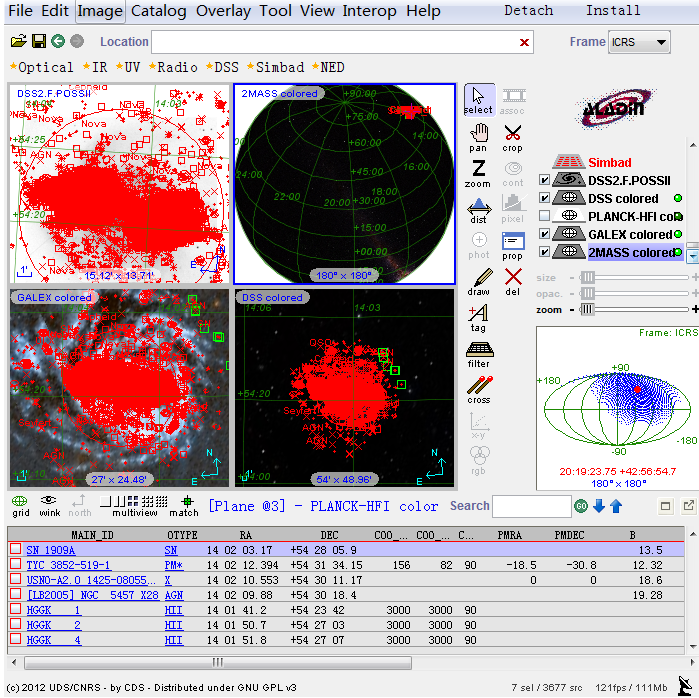 File Edit Image Catalog Overlay Tool View Interop Help Detach Install
Location Frame ICRS
*Optical *IR *UV *Radio *DSS *Simbad *NED
DSS2.F.POSSII
14:03
Nova
Nova
Nova
+54:25
AGN
+54:20
1'
15.12' x 13.71'
E
2MASS colored
+90:00
+75:00
+60:00
14:00
16:00
18:00
20:00
22:00
24:00
+45:00
+30:00
+15:00
+00:00
180° x 180°
GALEX colored
+54:20
1'
27' x 24.48'
N
E
DSS colored
14:06
14:03
QSO
+54:20
AGN
1'
54' x 48.96'
N
E
select
pan
zoom
dist
phot
draw
tag
filter
cross
x-y
rgb
assoc
crop
cont
pixel
prop
del
ALADIN
Simbad
DSS2.F.POSSII
DSS colored
PLANCK-HFI colo
GALEX colored
2MASS colored
size
opac.
zoom
Frame: ICRS
+90
+180
-180
-90
20:19:23.75 +42:56:54.7
180° x 180°
grid wink north multiview match [Plane @3] - PLANCK-HFI color Search GO
MAIN_ID OTYPE RA DEC COO_... COO_... C... PMRA PMDEC B
SN 1909A SN 14 02 03.17 +54 28 05.9 13.5
TYC 3852-519-1 PM* 14 02 12.394 +54 31 34.15 156 82 90 -18.5 -30.8 12.32
USNO-A2.0 1425-08055... X 14 02 10.553 +54 30 11.17 0 0 18.6
[LB2005] NGC 5457 X28 AGN 14 02 09.88 +54 30 18.4 19.28
HGGK 1 HII 14 01 41.2 +54 23 42 3000 3000 90
HGGK 2 HII 14 01 50.7 +54 27 03 3000 3000 90
HGGK 4 HII 14 01 51.8 +54 27 07 3000 3000 90
(c) 2012 UDS/CNRS - by CDS - Distributed under GNU GPL v3 7 sel / 3677 src 121fps / 111Mb